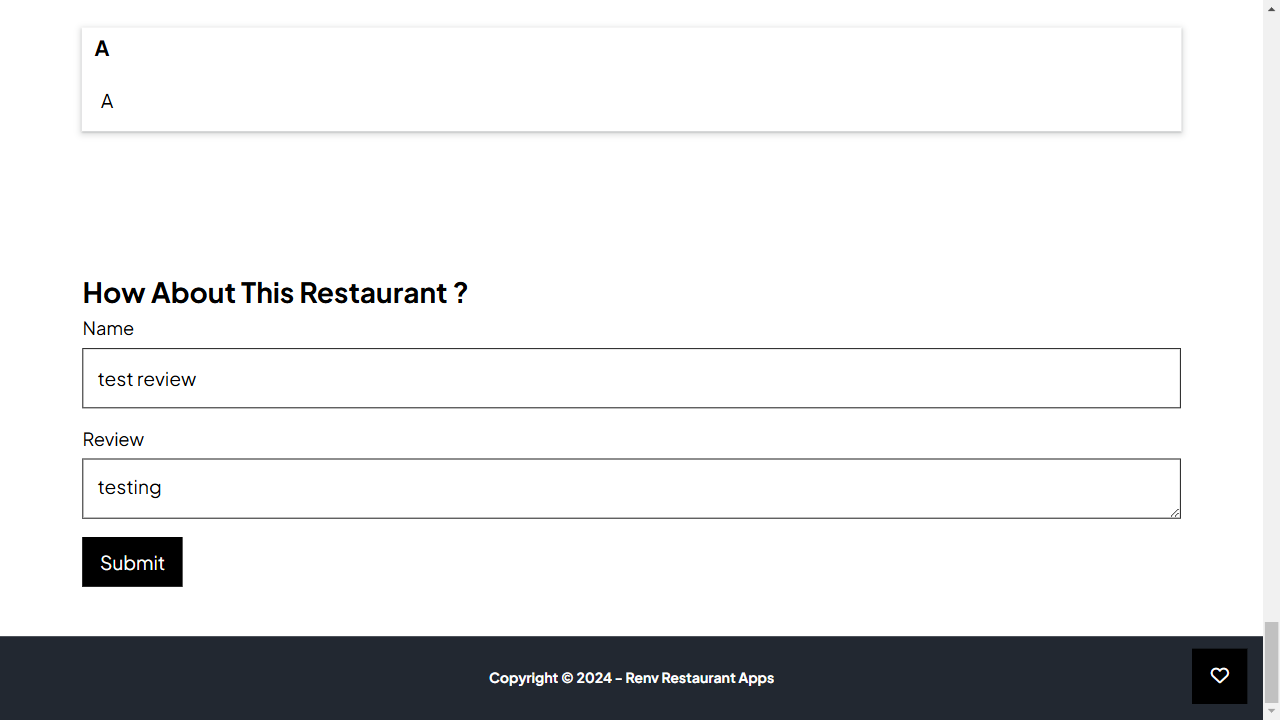 A
A
How About This Restaurant ?
Name
test review
Review
testing
Submit
Copyright © 2024 - Renv Restaurant Apps